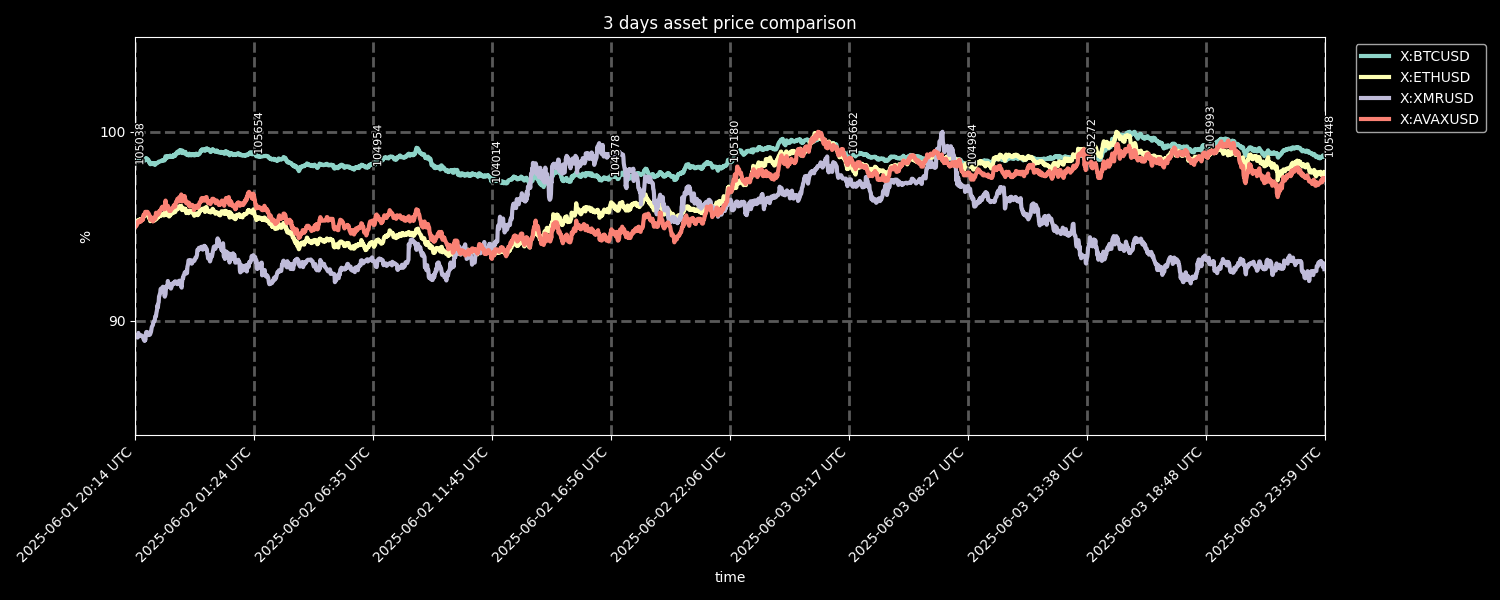 3 days asset price comparison
X:BTCUSD
X:ETHUSD
X:XMRUSD
X:AVAXUSD
%
100
90
105038
105654
104954
104014
104378
105180
105662
104984
105272
105993
105448
2025-06-01 20:14 UTC
2025-06-02 01:24 UTC
2025-06-02 06:35 UTC
2025-06-02 11:45 UTC
2025-06-02 16:56 UTC
2025-06-02 22:06 UTC
2025-06-03 03:17 UTC
2025-06-03 08:27 UTC
2025-06-03 13:38 UTC
2025-06-03 18:48 UTC
2025-06-03 23:59 UTC
time